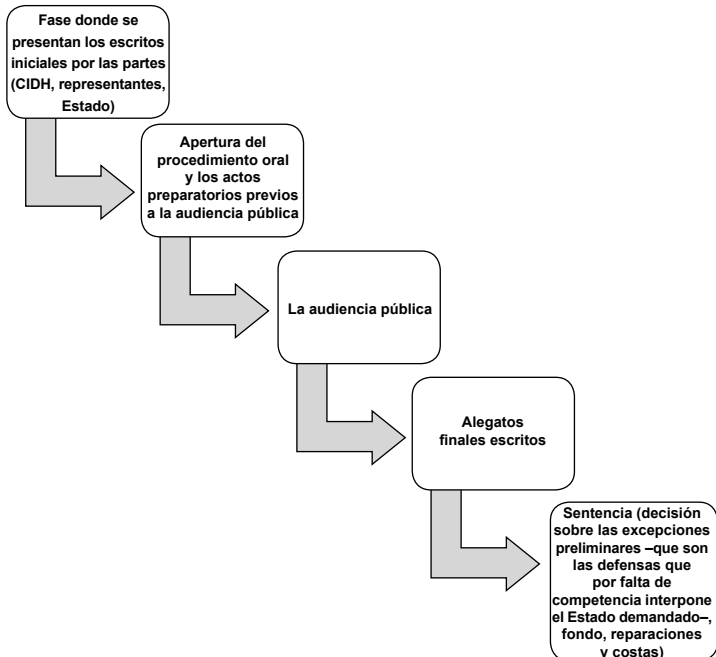 Fase donde se
presentan los escritos
iniciales por las partes
(CIDH, representantes,
Estado)
Apertura del
procedimiento oral
y los actos
preparatorios previos
a la audiencia pública
La audiencia pública
Alegatos
finales escritos
Sentencia (decisión
sobre las excepciones
preliminares –que son
las defensas que
por falta de
competencia interpone
el Estado demandado–,
fondo, reparaciones
y costas)